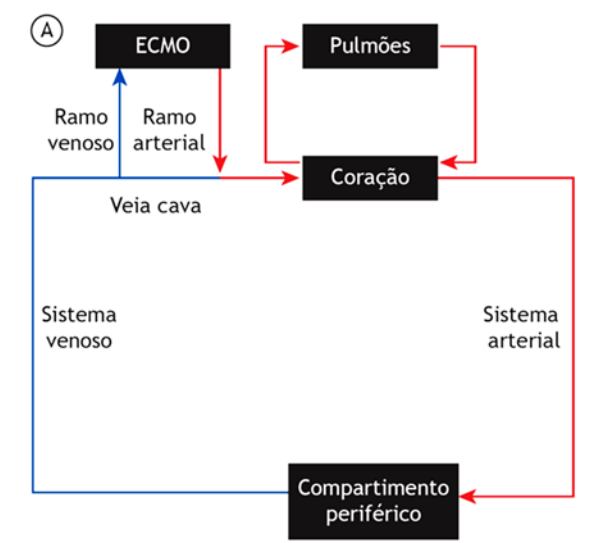 A
ECMO
Pulmões
Ramo
venoso
Ramo
arterial
Coração
Veia cava
Sistema
venoso
Sistema
arterial
Compartimento
periférico